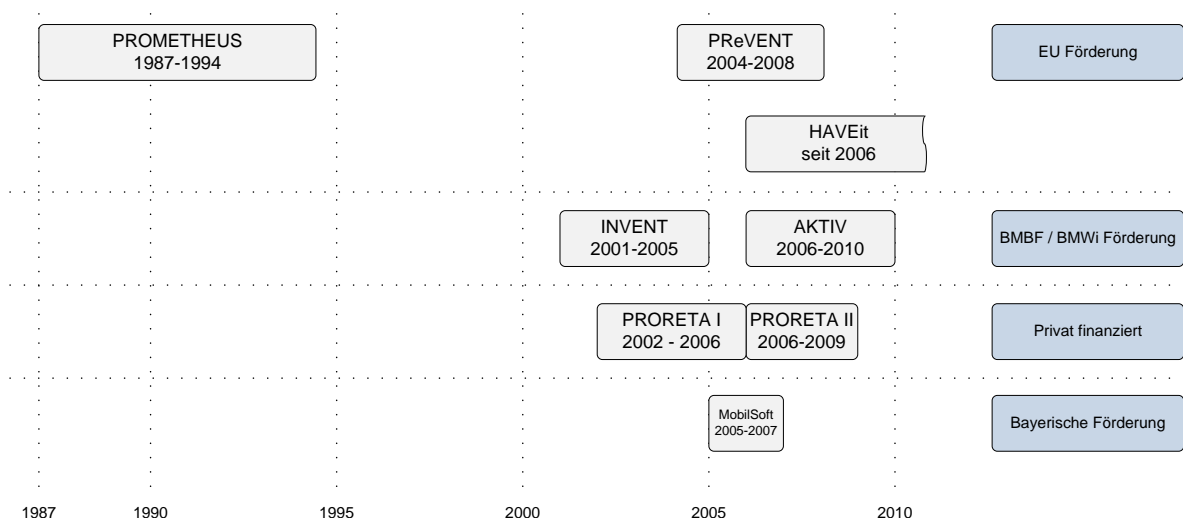 PROMETHEUS
1987-1994
PReVENT
2004-2008
EU Förderung
HAVEit
seit 2006
INVENT
2001-2005
AKTIV
2006-2010
BMBF / BMWi Förderung
PRORETA I
2002 - 2006
PRORETA II
2006-2009
Privat finanziert
MobilSoft
2005-2007
Bayerische Förderung
1987 1990 1995 2000 2005 2010